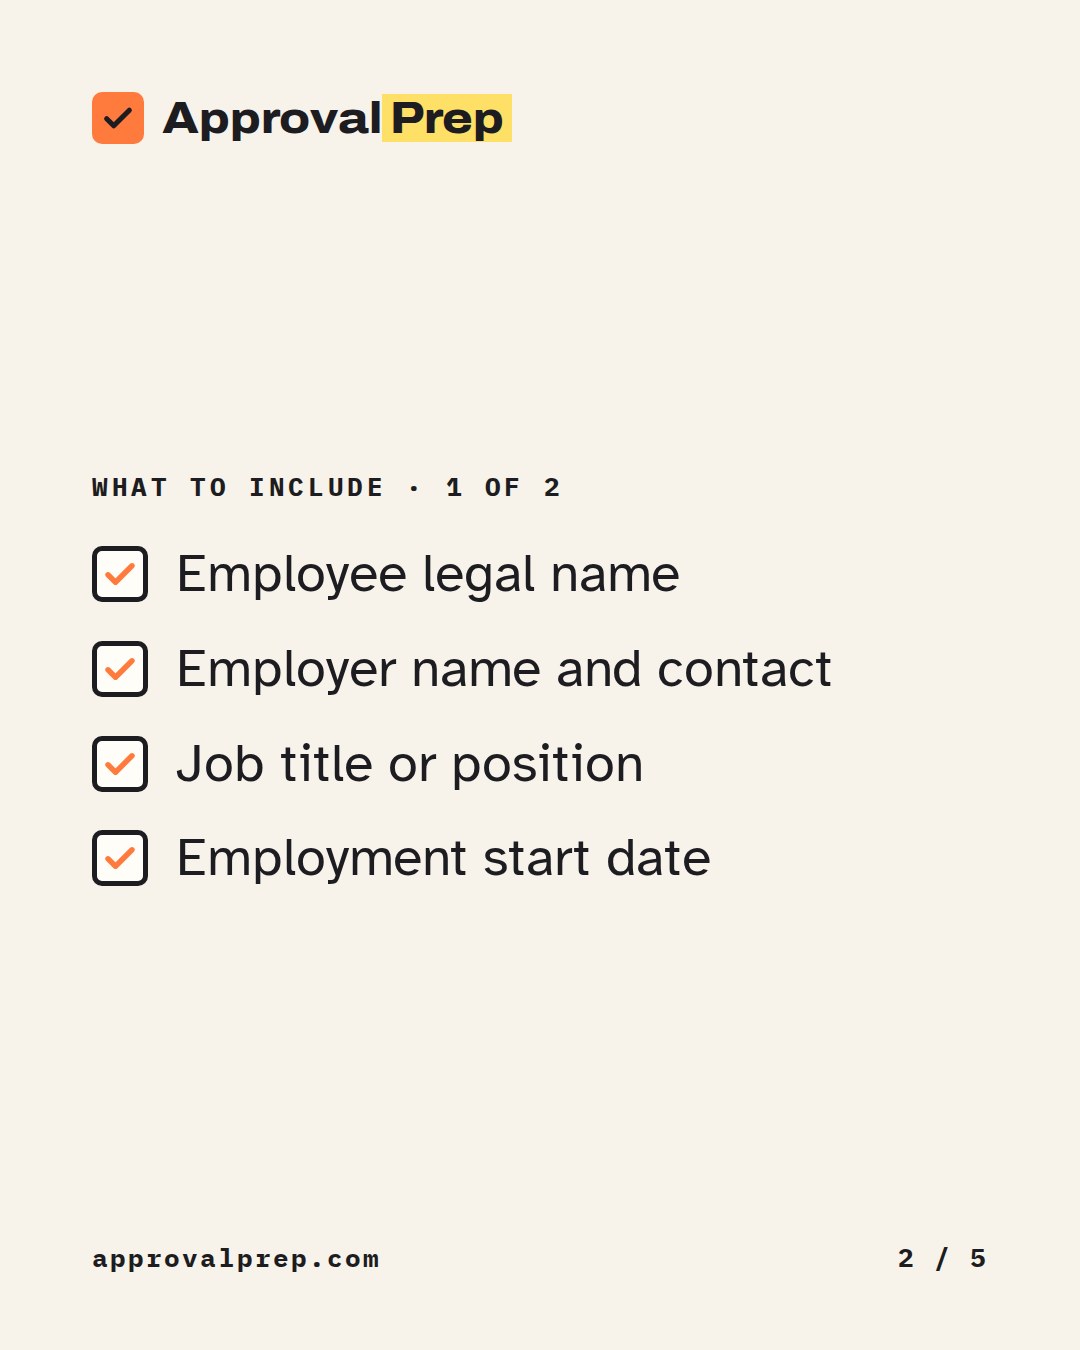 Approval Prep
WHAT TO INCLUDE · 1 OF 2
Employee legal name
Employer name and contact
Job title or position
Employment start date
approvalprep.com
2 / 5